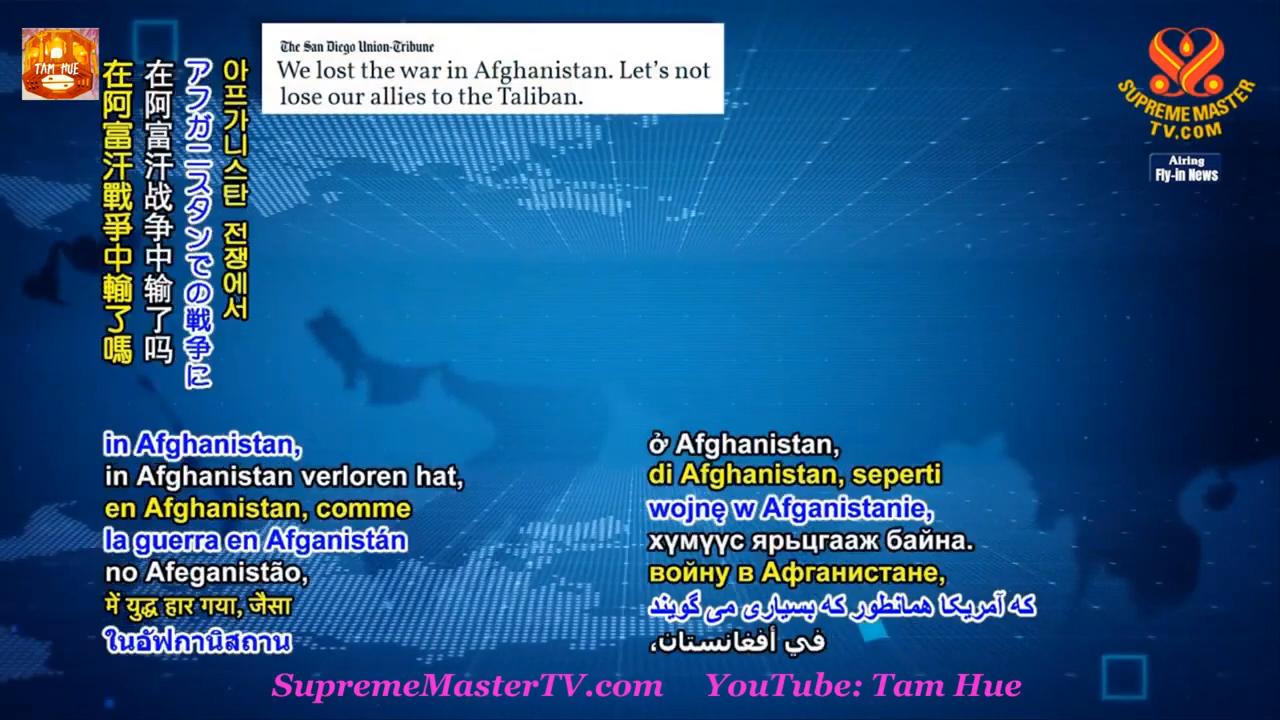 TAM HUE
The San Diego Union-Tribune
We lost the war in Afghanistan. Let's not
lose our allies to the Taliban.
SUPREME MASTER
TV.COM
Airing
Fly-in News
在阿富汗戰爭中輸了嗎
在阿富汗战争中输了吗
アフガニスタンでの戦争に
아프가니스탄 전쟁에서
in Afghanistan,
in Afghanistan verloren hat,
en Afghanistan, comme
la guerra en Afganistán
no Afeganistão,
में युद्ध हार गया, जैसा
ในอัฟกานิสถาน
ở Afghanistan,
di Afghanistan, seperti
wojnę w Afganistanie,
хүмүүс ярьцгааж байна.
войну в Афганистане,
که آمریکا همانطور که بسیاری می گویند
في أفغانستان،
SupremeMasterTV.com YouTube: Tam Hue